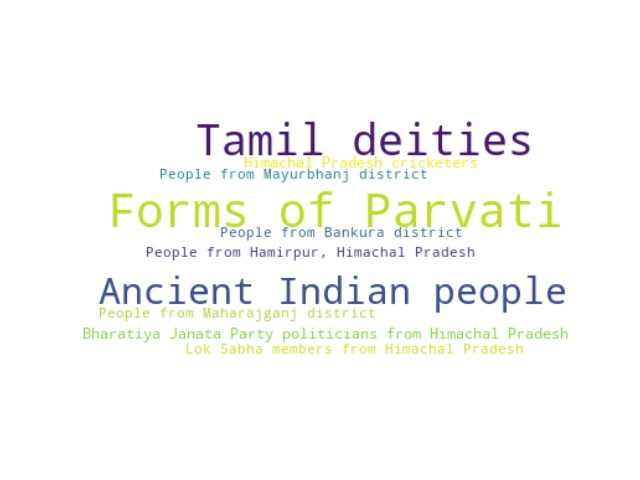 Tamil deities
Himachal Pradesh cricketers
People from Mayurbhanj district
Forms of Parvati
People from Bankura district
People from Hamirpur, Himachal Pradesh
Ancient Indian people
People from Maharajganj district
Bharatiya Janata Party politicians from Himachal Pradesh
Lok Sabha members from Himachal Pradesh